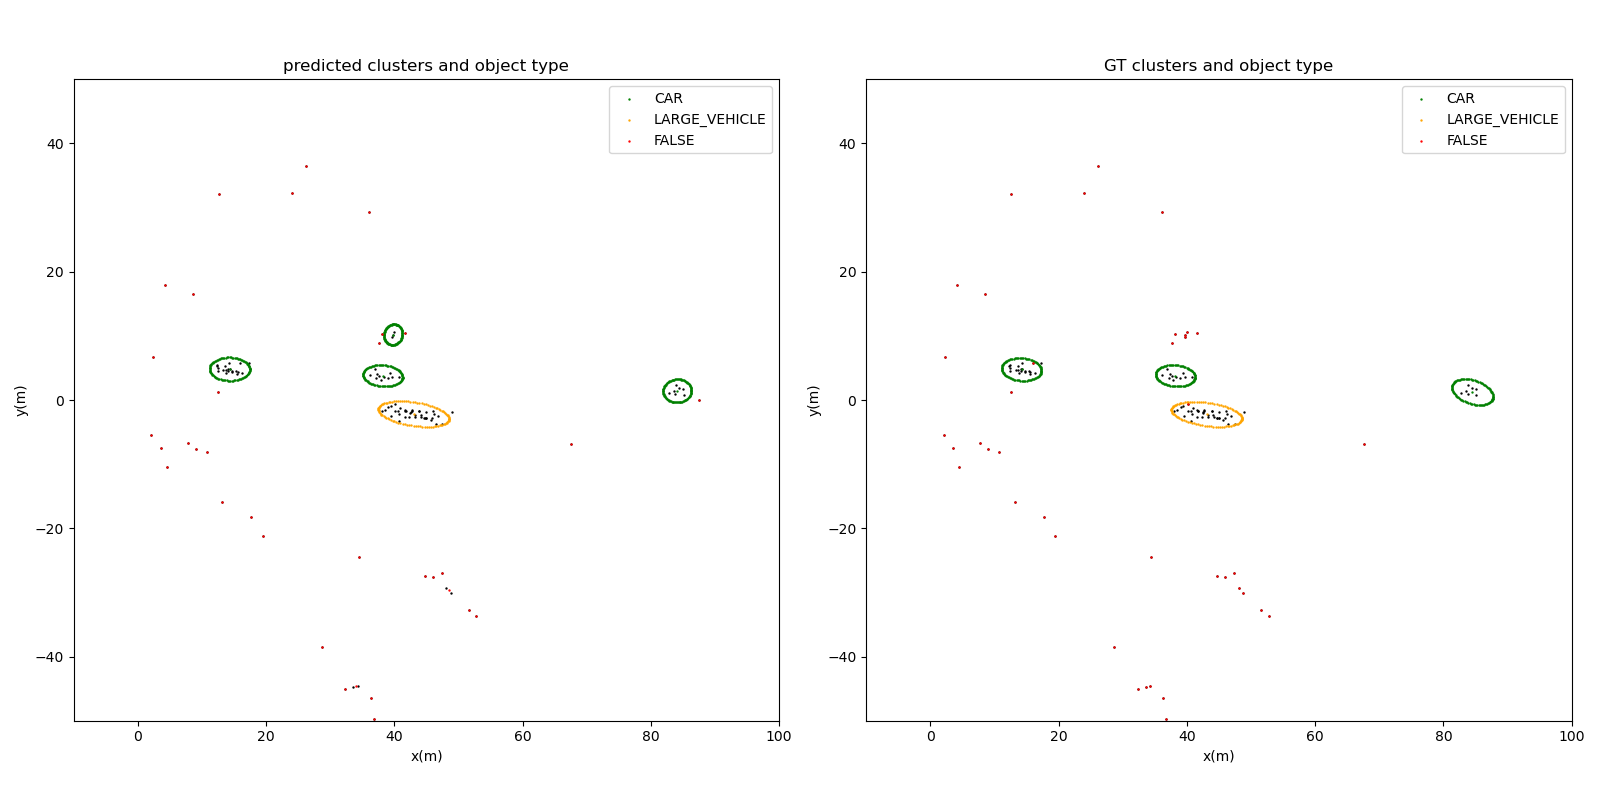 predicted clusters and object type
CAR
LARGE_VEHICLE
FALSE
40
20
0
−20
−40
y(m)
0 20 40 60 80 100
x(m)
GT clusters and object type
CAR
LARGE_VEHICLE
FALSE
40
20
0
−20
−40
y(m)
0 20 40 60 80 100
x(m)